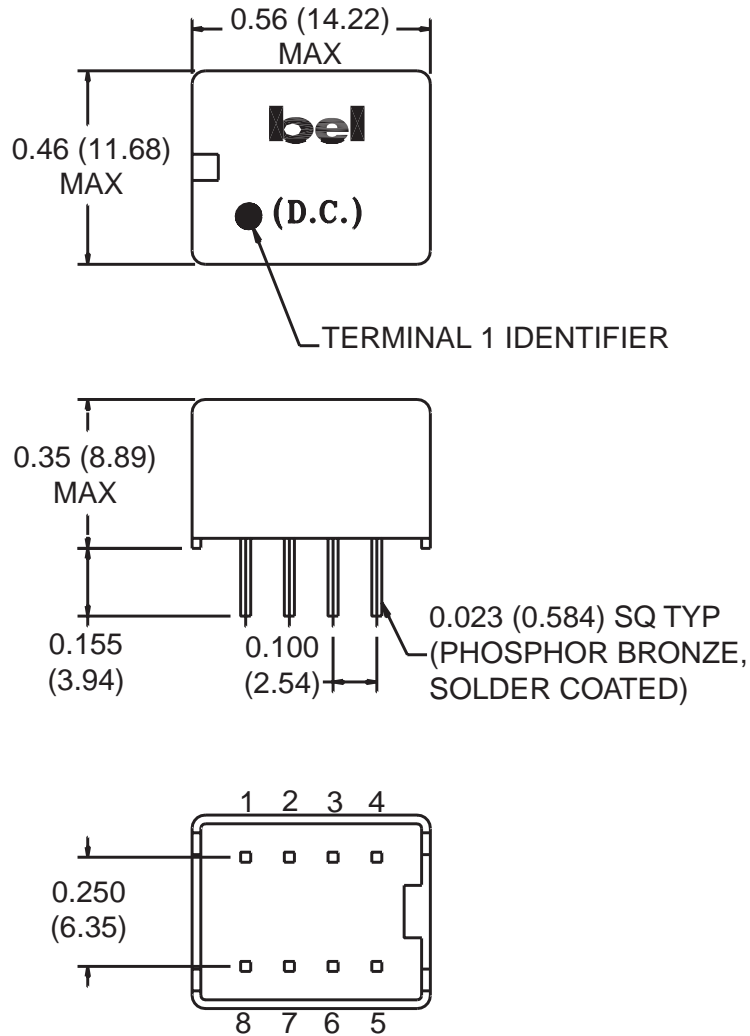 0.56 (14.22)
MAX
bel
0.46 (11.68)
MAX
(D.C.)
TERMINAL 1 IDENTIFIER
0.35 (8.89)
MAX
0.155
(3.94)
0.100
(2.54)
0.023 (0.584) SQ TYP
(PHOSPHOR BRONZE,
SOLDER COATED)
1 2 3 4
0.250
(6.35)
8 7 6 5